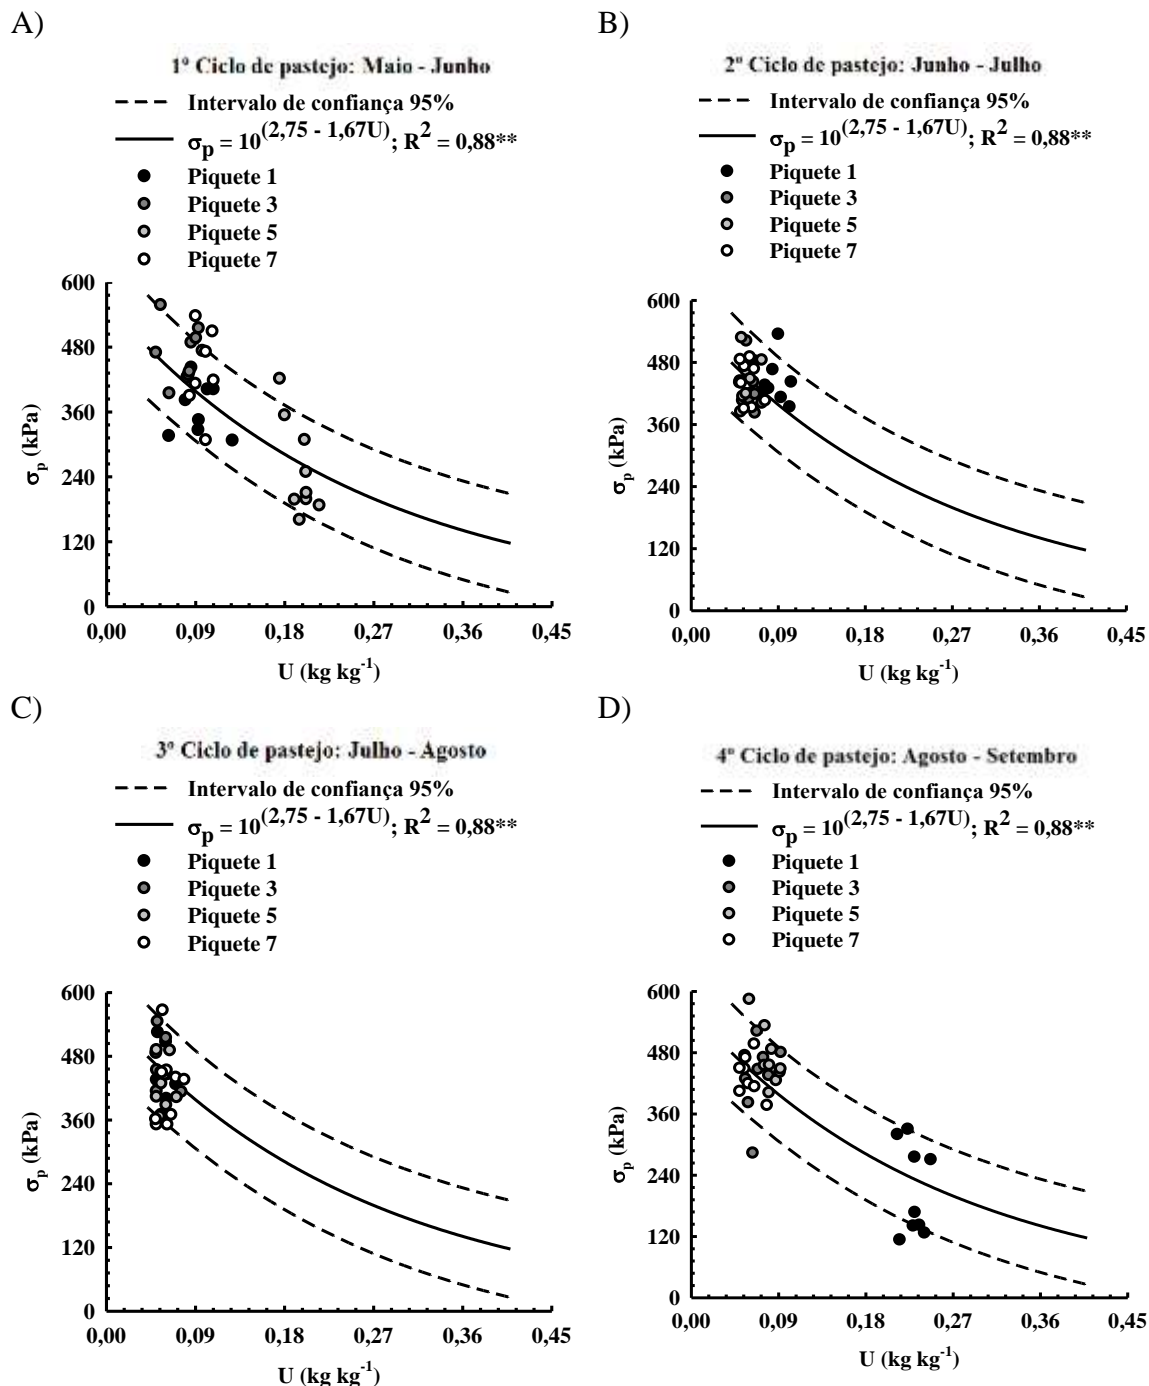 A)
1º Ciclo de pastejo: Maio - Junho
Intervalo de confiança 95%
σp = 10^(2,75 - 1,67U); R^2 = 0,88**
Piquete 1
Piquete 3
Piquete 5
Piquete 7
600
480
360
240
120
0
σp (kPa)
0,00 0,09 0,18 0,27 0,36 0,45
U (kg kg^-1)
B)
2º Ciclo de pastejo: Junho - Julho
Intervalo de confiança 95%
σp = 10^(2,75 - 1,67U); R^2 = 0,88**
Piquete 1
Piquete 3
Piquete 5
Piquete 7
600
480
360
240
120
0
σp (kPa)
0,00 0,09 0,18 0,27 0,36 0,45
U (kg kg^-1)
C)
3º Ciclo de pastejo: Julho - Agosto
Intervalo de confiança 95%
σp = 10^(2,75 - 1,67U); R^2 = 0,88**
Piquete 1
Piquete 3
Piquete 5
Piquete 7
600
480
360
240
120
0
σp (kPa)
0,00 0,09 0,18 0,27 0,36 0,45
U (kg kg^-1)
D)
4º Ciclo de pastejo: Agosto - Setembro
Intervalo de confiança 95%
σp = 10^(2,75 - 1,67U); R^2 = 0,88**
Piquete 1
Piquete 3
Piquete 5
Piquete 7
600
480
360
240
120
0
σp (kPa)
0,00 0,09 0,18 0,27 0,36 0,45
U (kg kg^-1)